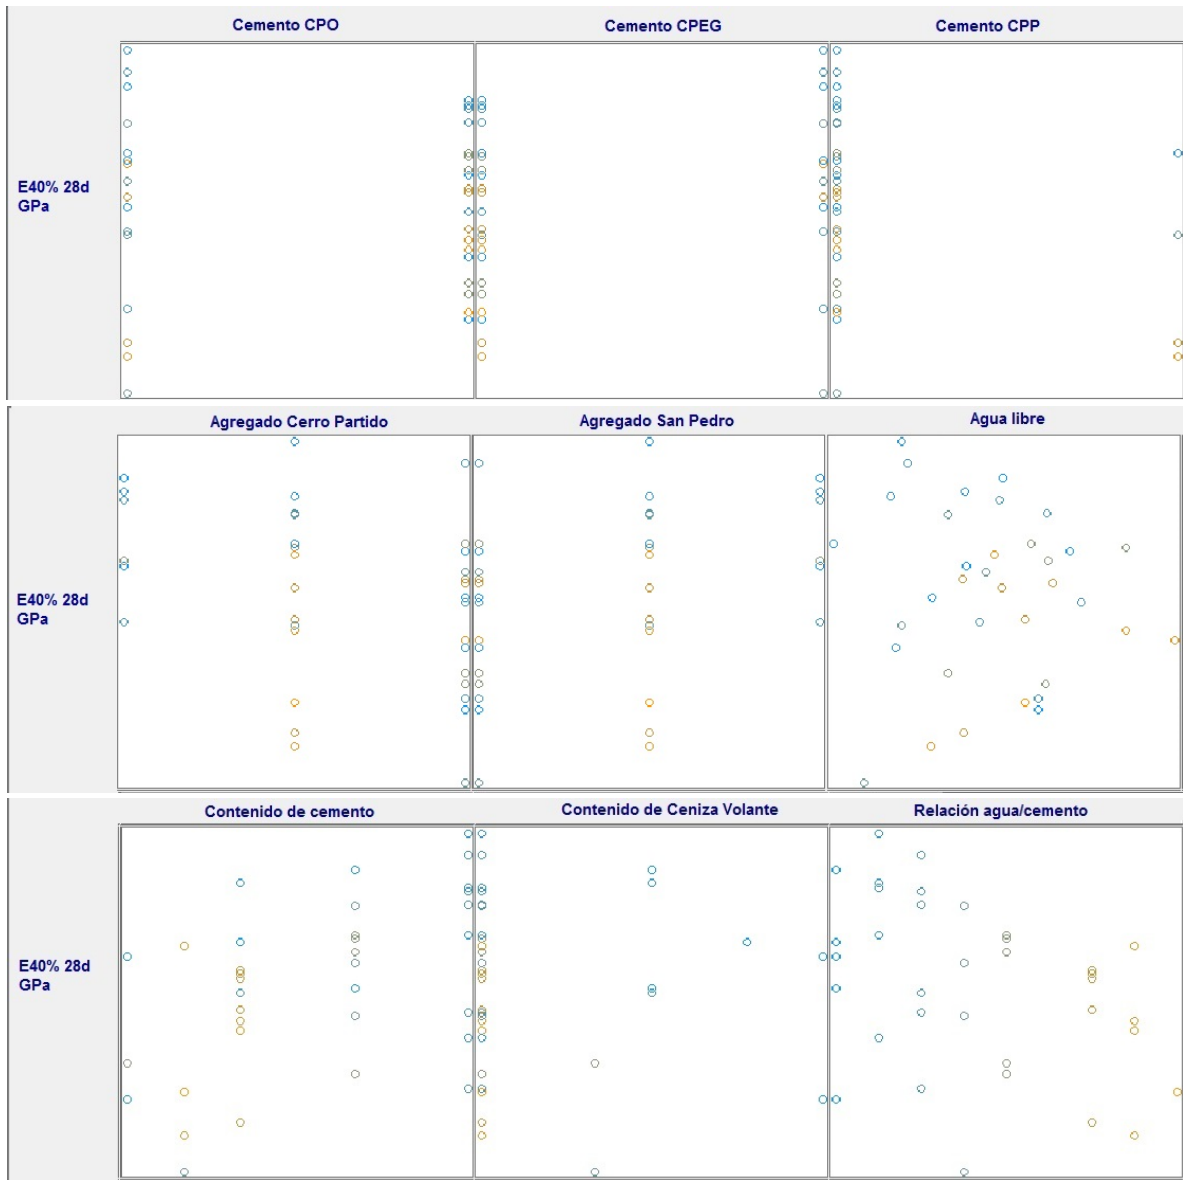 Cemento CPO
Cemento CPEG
Cemento CPP
E40% 28d
GPa
Agregado Cerro Partido
Agregado San Pedro
Agua libre
E40% 28d
GPa
Contenido de cemento
Contenido de Ceniza Volante
Relación agua/cemento
E40% 28d
GPa